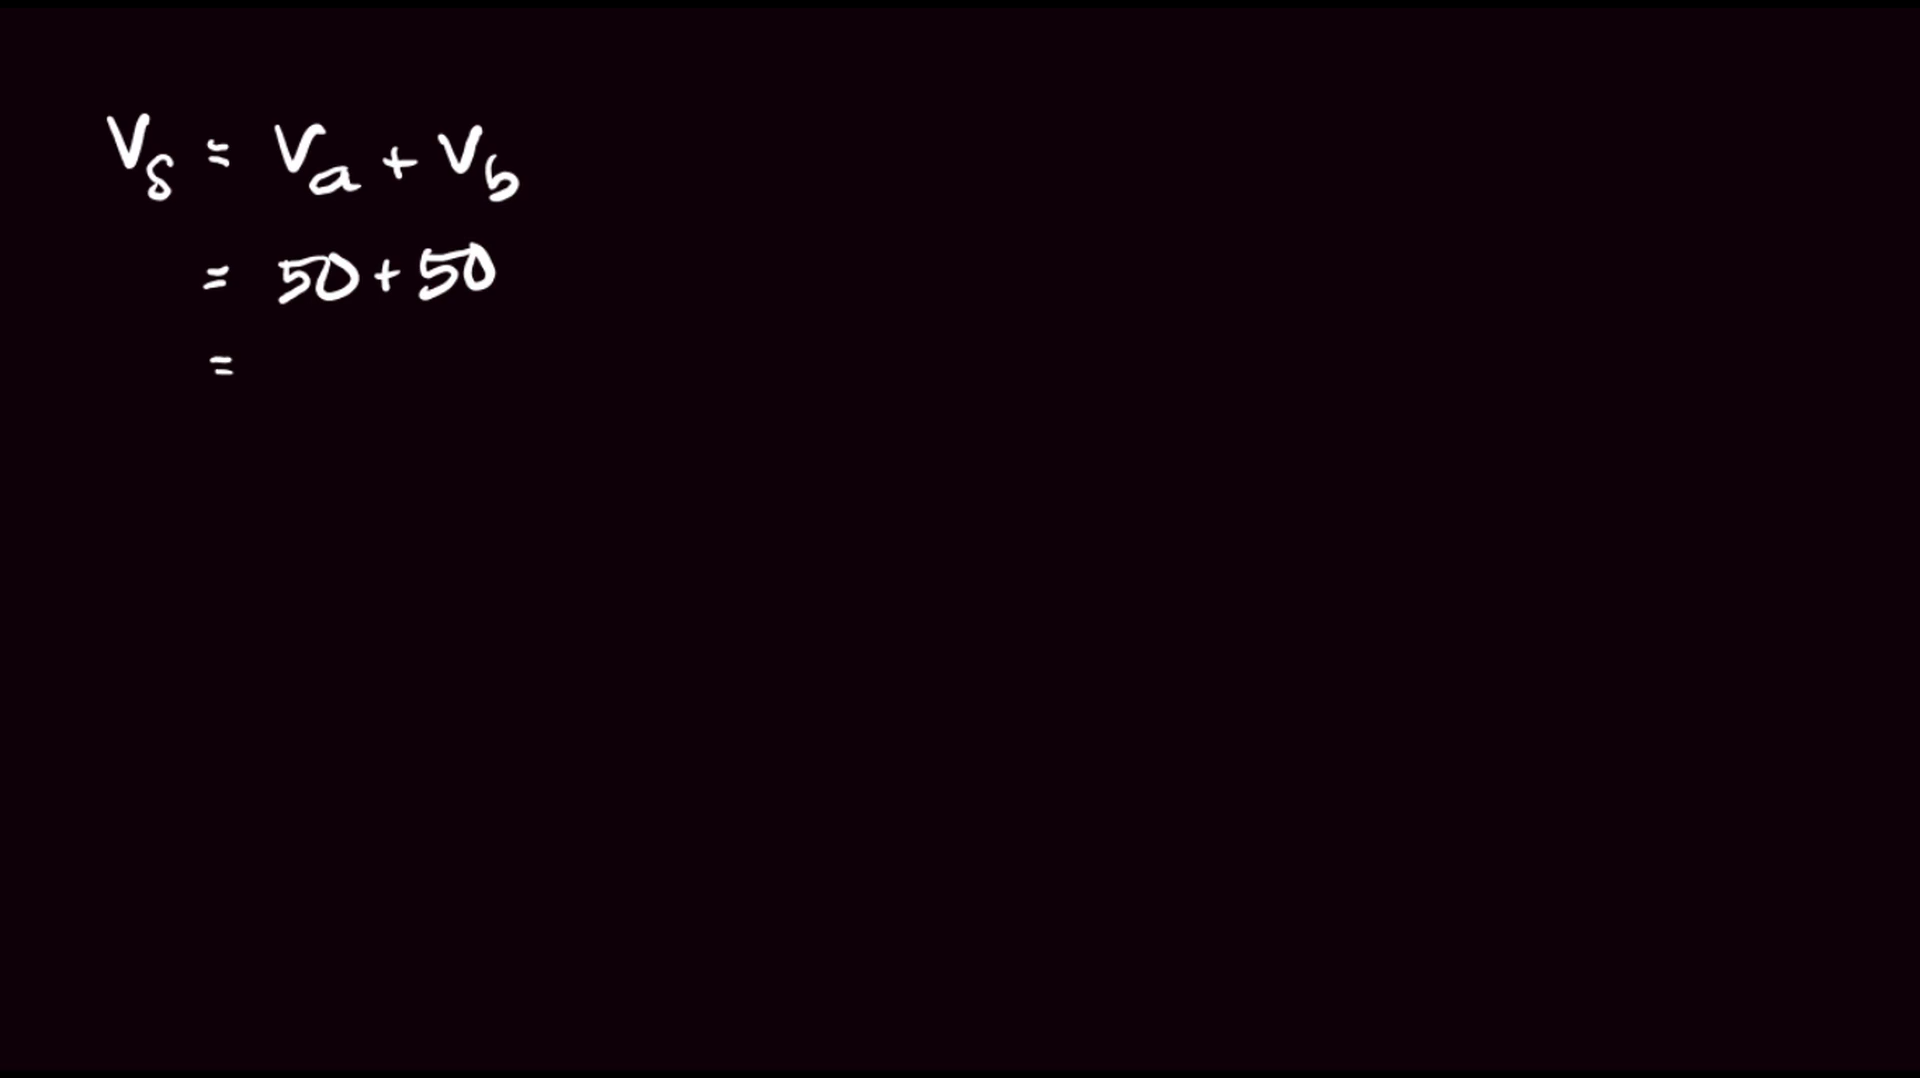 Vs = Va + Vb
= 50 + 50
=